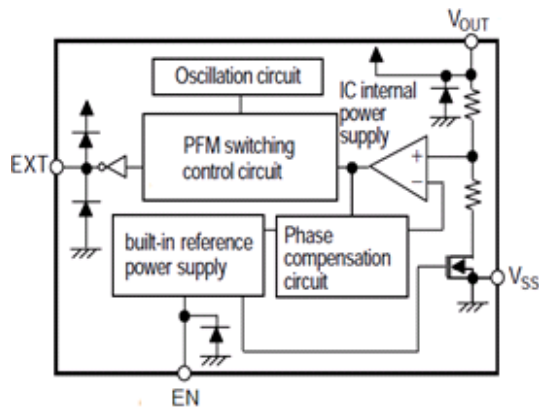 VOUT
Oscillation circuit
IC internal
power
supply
PFM switching
control circuit
EXT
+
−
built-in reference
power supply
Phase
compensation
circuit
VSS
EN